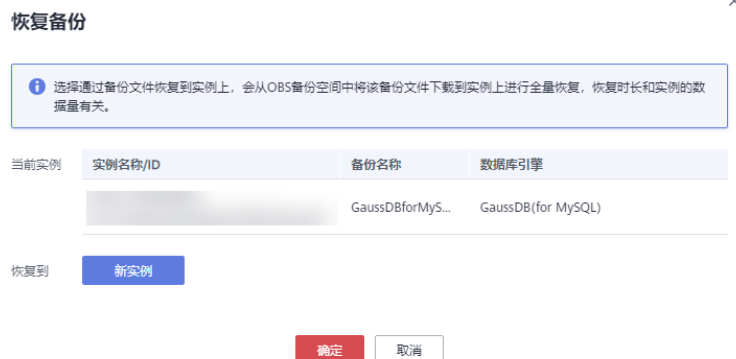 恢复备份
选择通过备份文件恢复到实例上，会从OBS备份空间中将该备份文件下载到实例上进行全量恢复，恢复时长和实例的数
据量有关。
当前实例 实例名称/ID 备份名称 数据库引擎
GaussDBforMyS... GaussDB(for MySQL)
恢复到 新实例
确定 取消